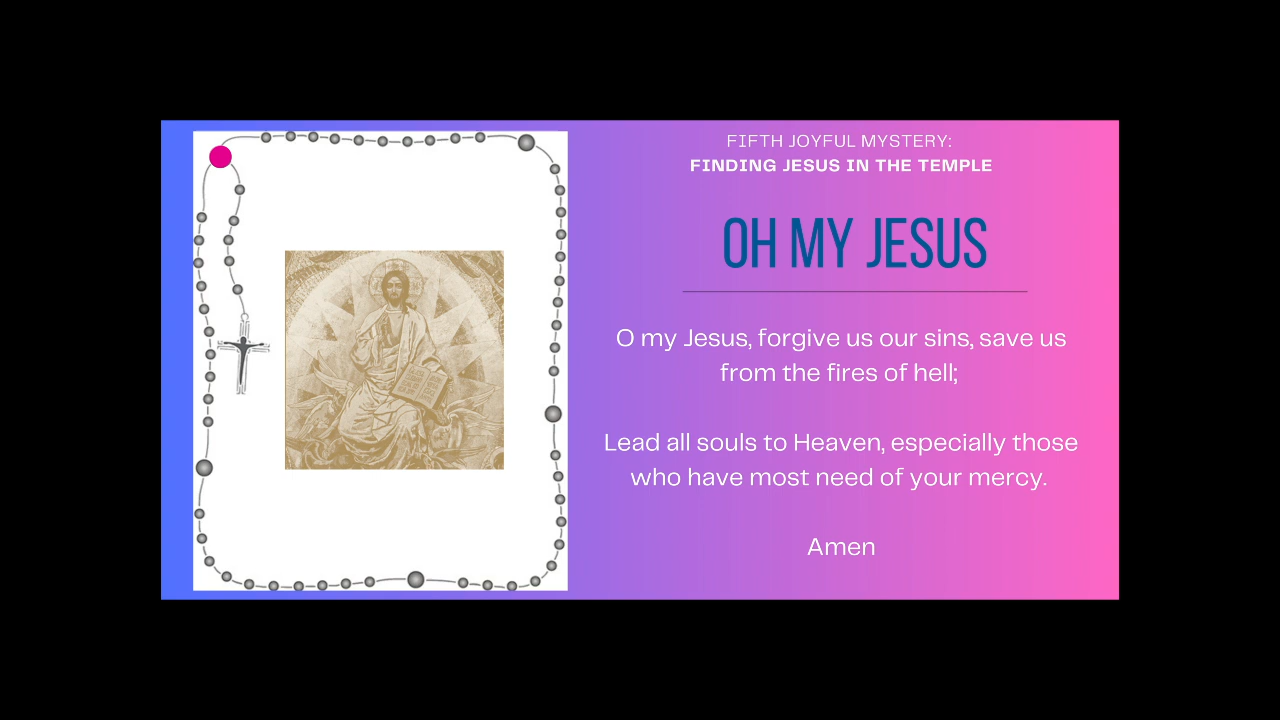 FIFTH JOYFUL MYSTERY:
FINDING JESUS IN THE TEMPLE
OH MY JESUS
O my Jesus, forgive us our sins, save us
from the fires of hell;
Lead all souls to Heaven, especially those
who have most need of your mercy.
Amen